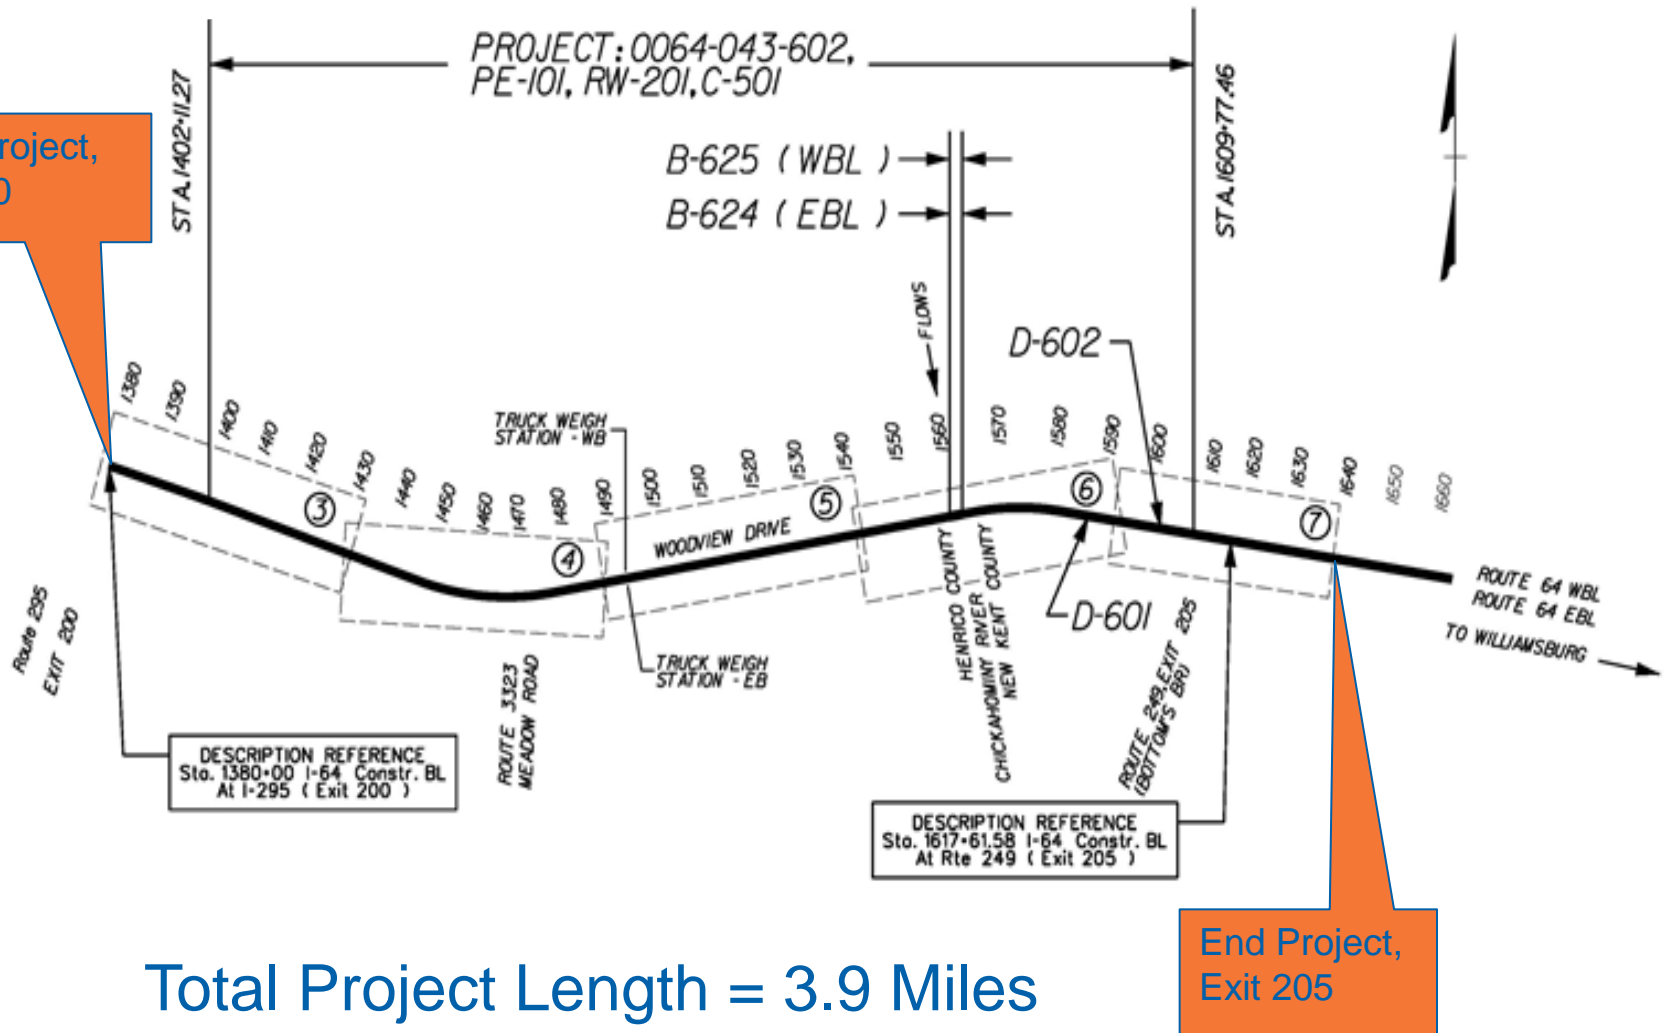 PROJECT: 0064-043-602,
PE-101, RW-201, C-501
STA. 1402+11.27
STA. 1609+77.46
roject,
0
B-625 ( WBL )
B-624 ( EBL )
FLOWS
D-602
1380
1390
1400
1410
1420
1430
1440
1450
1460
1470
1480
1490
1500
1510
1520
1530
1540
1550
1560
1570
1580
1590
1600
1610
1620
1630
1640
1650
1660
TRUCK WEIGH
STATION - WB
3
4
5
6
7
WOODVIEW DRIVE
TRUCK WEIGH
STATION - EB
Route 295
EXIT 200
ROUTE 3323
MEADOW ROAD
HENRICO COUNTY
CHICKAHOMINY RIVER
NEW KENT COUNTY
D-601
ROUTE 249, EXIT 205
(BOTTOM'S BR)
ROUTE 64 WBL
ROUTE 64 EBL
TO WILLIAMSBURG
DESCRIPTION REFERENCE
Sta. 1380+00 I-64 Constr. BL
At I-295 ( Exit 200 )
DESCRIPTION REFERENCE
Sta. 1617+61.58 I-64 Constr. BL
At Rte 249 ( Exit 205 )
End Project,
Exit 205
Total Project Length = 3.9 Miles